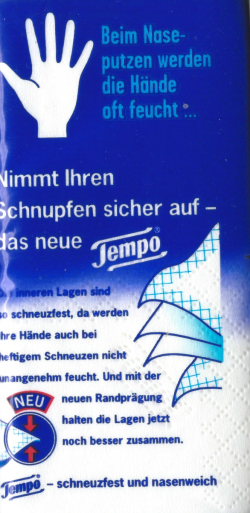 Beim Nase-
putzen werden
die Hände
oft feucht ...
Nimmt Ihren
Schnupfen sicher auf –
das neue Tempo®
inneren Lagen sind
so schneuzfest, da werden
Ihre Hände auch bei
heftigem Schneuzen nicht
unangenehm feucht. Und mit der
NEU neuen Randprägung
halten die Lagen jetzt
noch besser zusammen.
Tempo – schneuzfest und nasenweich